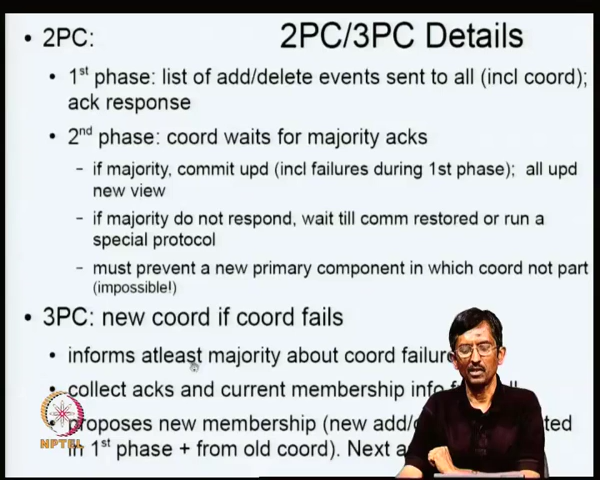 2PC/3PC Details
• 2PC:
• 1st phase: list of add/delete events sent to all (incl coord);
ack response
• 2nd phase: coord waits for majority acks
– if majority, commit upd (incl failures during 1st phase); all upd
new view
– if majority do not respond, wait till comm restored or run a
special protocol
– must prevent a new primary component in which coord not part
(impossible!)
• 3PC: new coord if coord fails
• informs atleast majority about coord failur
• collect acks and current membership info
• proposes new membership (new add/
in 1st phase + from old coord). Next a
NPTEL